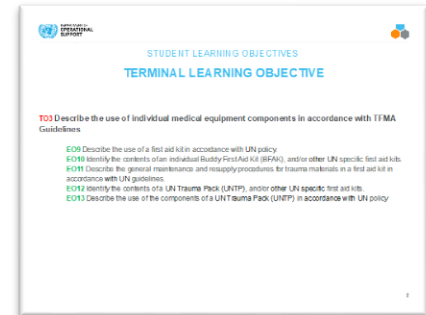 OPERATIONAL
SUPPORT
STUDENT LEARNING OBJECTIVES
TERMINAL LEARNING OBJECTIVE
TO3 Describe the use of individual medical equipment components in accordance with TFMA
Guidelines
EO9 Describe the use of a first aid kit in accordance with UN policy
EO10 Identify the contents of an individual Buddy First Aid Kit (BFAK), and/or other UN specific first aid kits
EO11 Describe the general maintenance and resupply procedures for trauma materials in a first aid kit in
accordance with UN guidelines.
EO12 Identify the contents of a UN Trauma Pack (UNTP), and/or other UN specific first aid kits.
EO13 Describe the use of the components of a UN Trauma Pack (UNTP) in accordance with UN policy